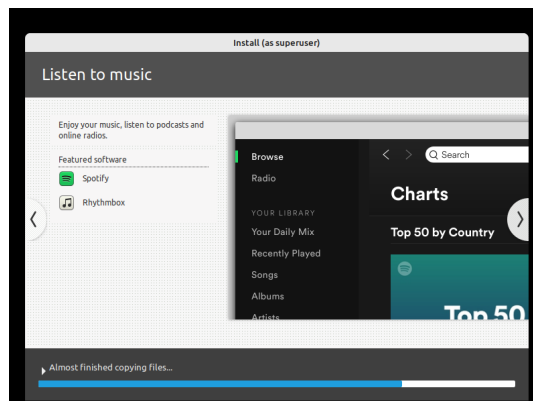 Install (as superuser)
Listen to music
Enjoy your music, listen to podcasts and
online radios.
Featured software
Spotify
Rhythmbox
Browse
Radio
YOUR LIBRARY
Your Daily Mix
Recently Played
Songs
Albums
Artists
Search
Charts
Top 50 by Country
Top 50
Almost finished copying files...